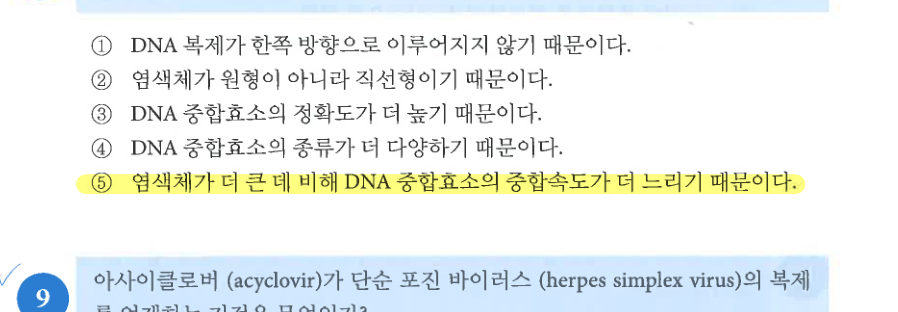 ① DNA 복제가 한쪽 방향으로 이루어지지 않기 때문이다.
② 염색체가 원형이 아니라 직선형이기 때문이다.
③ DNA 중합효소의 정확도가 더 높기 때문이다.
④ DNA 중합효소의 종류가 더 다양하기 때문이다.
⑤ 염색체가 더 큰 데 비해 DNA 중합효소의 중합속도가 더 느리기 때문이다.
9 아사이클로버 (acyclovir)가 단순 포진 바이러스 (herpes simplex virus)의 복제